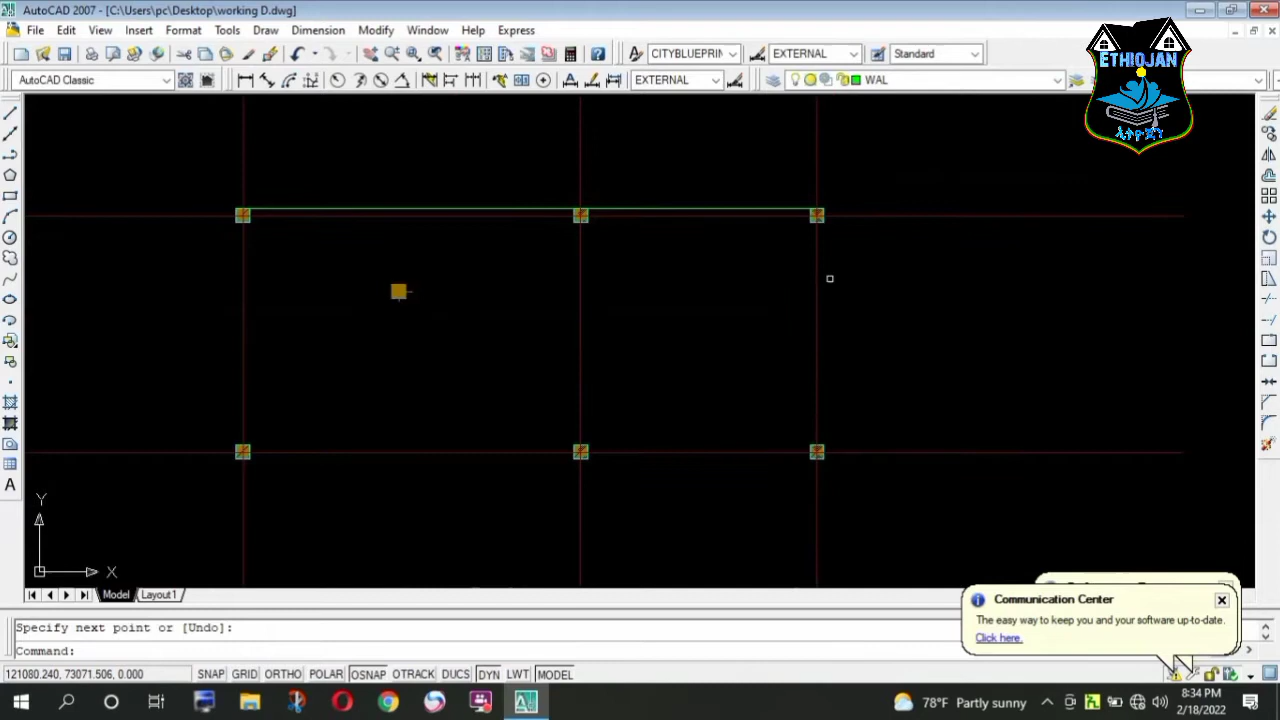 AutoCAD 2007 - [C:\Users\pc\Desktop\working D.dwg]
File Edit View Insert Format Tools Draw Dimension Modify Window Help Express
CITYBLUEPRIN EXTERNAL Standard
AutoCAD Classic EXTERNAL WAL
ETHIOJAN
ኢትዮጃን
Y
X
Model Layout1
Communication Center
The easy way to keep you and your software up-to-date.
Click here.
Specify next point or [Undo]:
Command:
121080.240, 73071.506, 0.000 SNAP GRID ORTHO POLAR OSNAP OTRACK DUCS DYN LWT MODEL
78°F Partly sunny
8:34 PM
2/18/2022